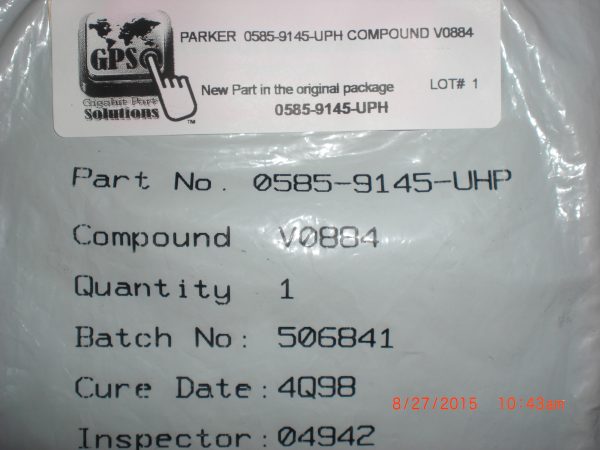 PARKER 0585-9145-UPH COMPOUND V0884
GPS
New Part in the original package
LOT# 1
0585-9145-UPH
Gigabit Part
Solutions
TM
Part No. 0585-9145-UHP
Compound V0884
Quantity 1
Batch No: 506841
Cure Date: 4Q98
8/27/2015 10:43am
Inspector: 04942